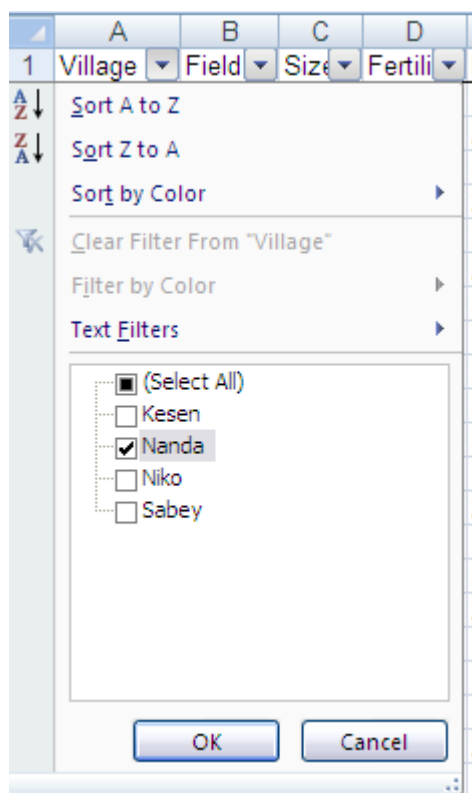 A B C D
1 Village Field Size Fertili
Sort A to Z
Sort Z to A
Sort by Color
Clear Filter From "Village"
Filter by Color
Text Filters
(Select All)
Kesen
Nanda
Niko
Sabey
OK Cancel